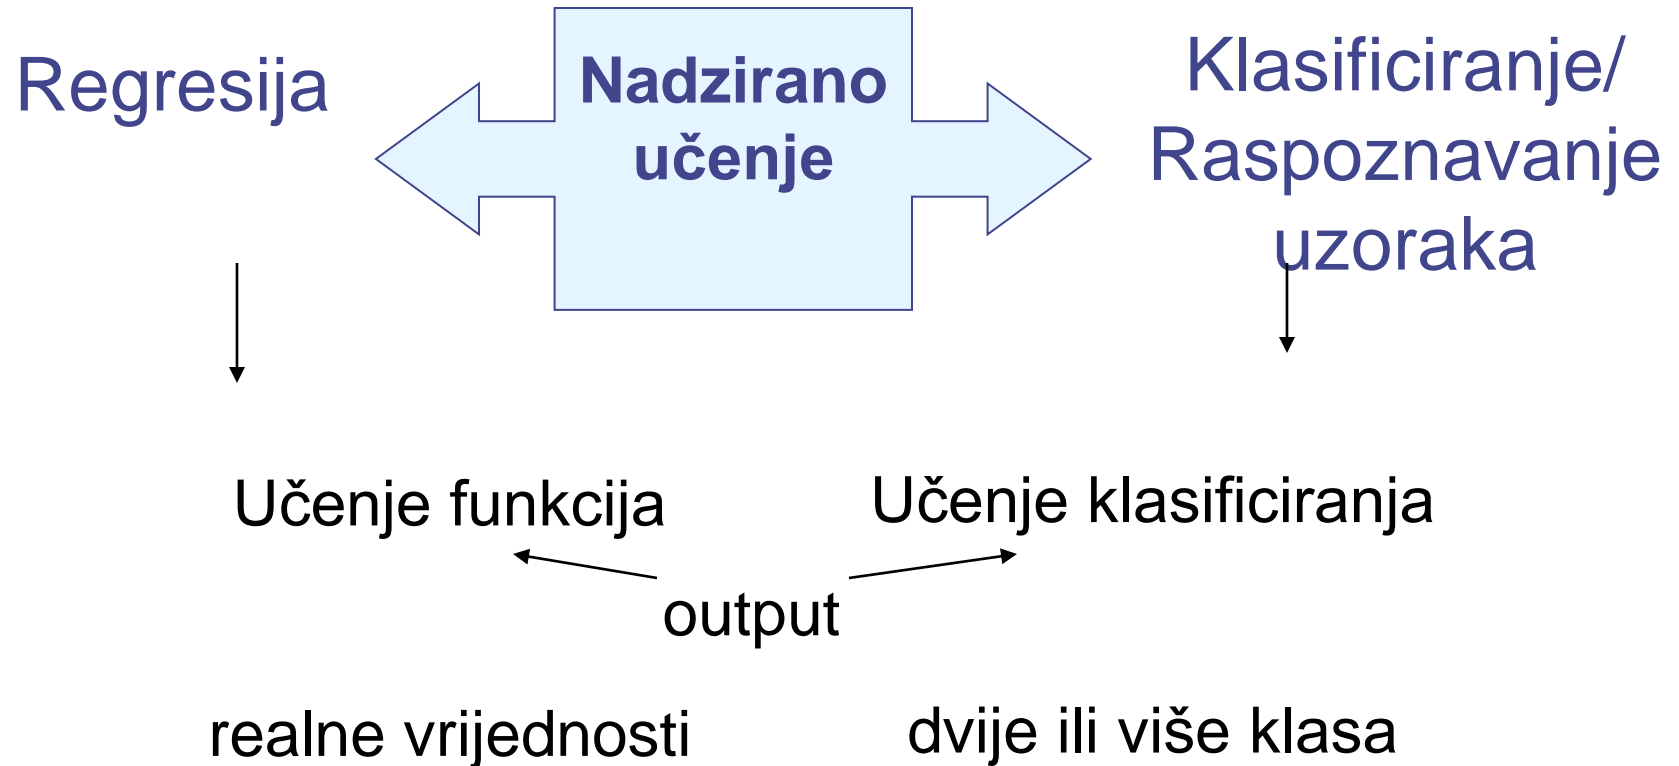 Regresija
Nadzirano
učenje
Klasificiranje/
Raspoznavanje
uzoraka
Učenje funkcija
Učenje klasificiranja
output
realne vrijednosti
dvije ili više klasa